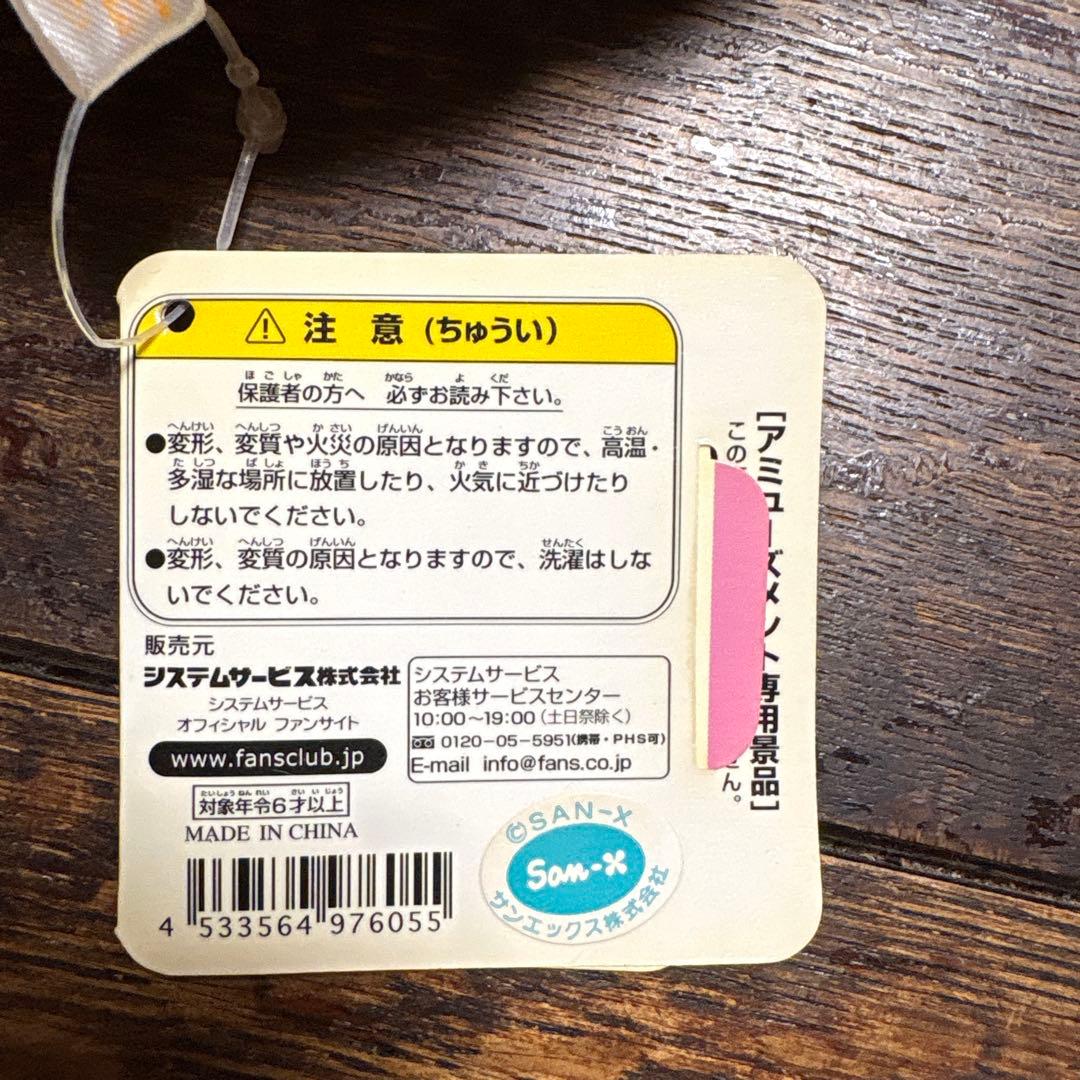 注 意 (ちゅうい)
保護者の方へ 必ずお読み下さい。
●変形、変質や火災の原因となりますので、高温・
多湿な場所に放置したり、火気に近づけたり
しないでください。
●変形、変質の原因となりますので、洗濯はしな
いでください。
販売元
システムサービス株式会社
システムサービス
オフィシャル ファンサイト
www.fansclub.jp
対象年令6才以上
MADE IN CHINA
4 533564 976055
システムサービス
お客様サービスセンター
10:00~19:00(土日祭除く)
0120-05-5951(携帯・PHS可)
E-mail info@fans.co.jp
©SAN-X
San-X
サンエックス株式会社
[アミューズメント専用景品]
この
ん。